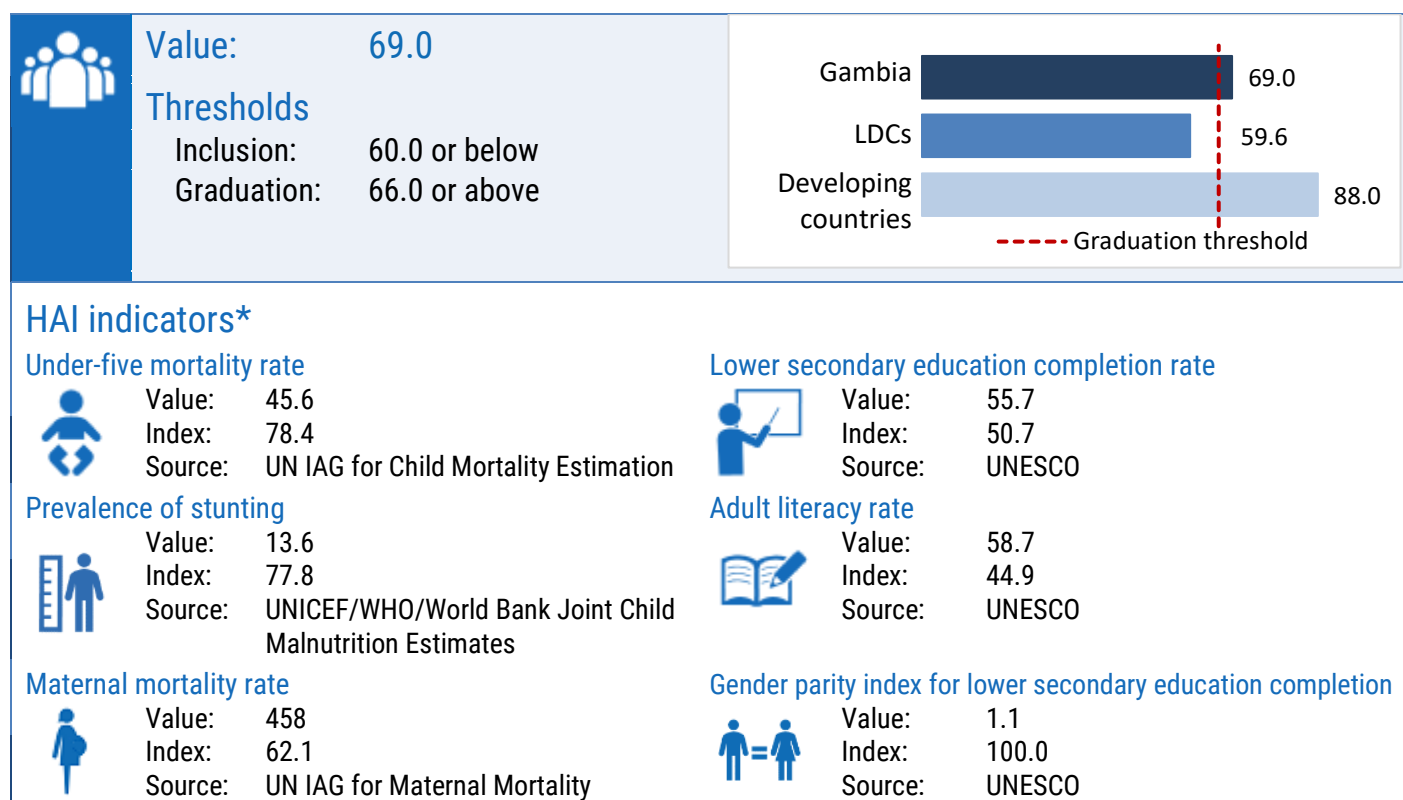 Value: 69.0
Thresholds
Inclusion: 60.0 or below
Graduation: 66.0 or above
Gambia 69.0
LDCs 59.6
Developing
countries 88.0
Graduation threshold
HAI indicators*
Under-five mortality rate
Value: 45.6
Index: 78.4
Source: UN IAG for Child Mortality Estimation
Prevalence of stunting
Value: 13.6
Index: 77.8
Source: UNICEF/WHO/World Bank Joint Child
Malnutrition Estimates
Maternal mortality rate
Value: 458
Index: 62.1
Source: UN IAG for Maternal Mortality
Lower secondary education completion rate
Value: 55.7
Index: 50.7
Source: UNESCO
Adult literacy rate
Value: 58.7
Index: 44.9
Source: UNESCO
Gender parity index for lower secondary education completion
Value: 1.1
Index: 100.0
Source: UNESCO